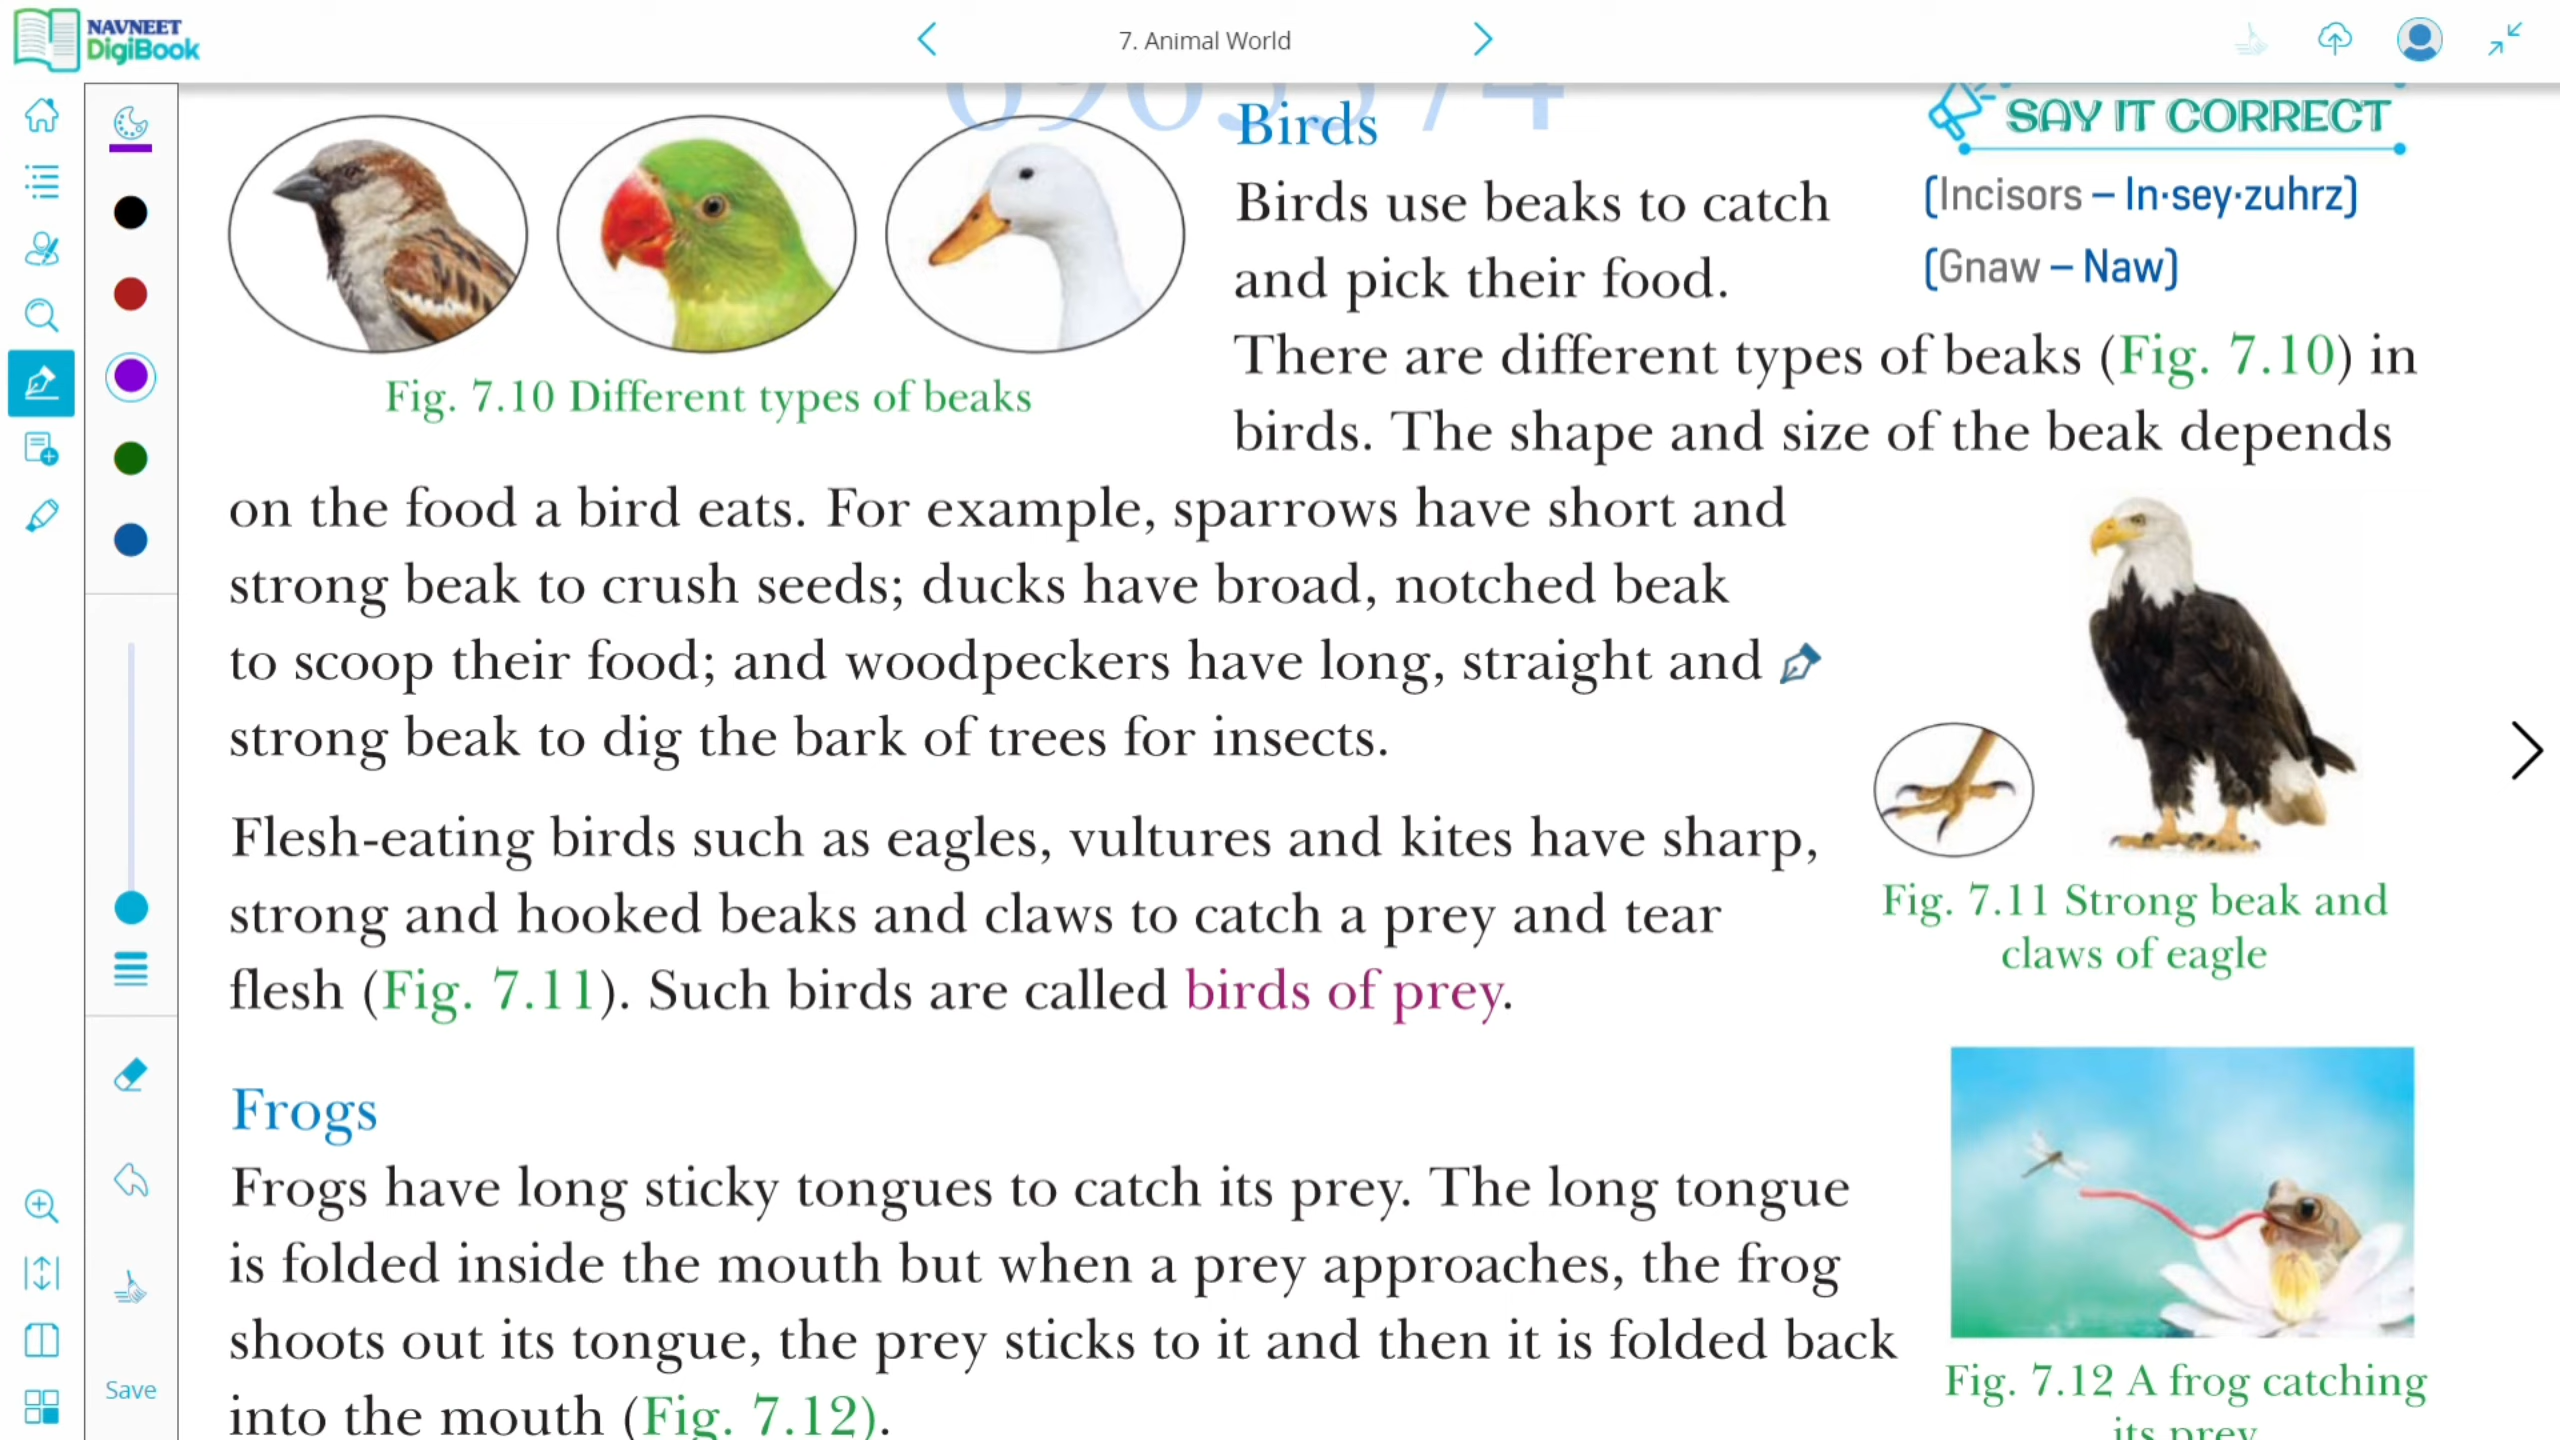 NAVNEET
DigiBook
7. Animal World
Birds
SAY IT CORRECT
(Incisors – In·sey·zuhrz)
(Gnaw – Naw)
Birds use beaks to catch
and pick their food.
There are different types of beaks (Fig. 7.10) in
birds. The shape and size of the beak depends
Fig. 7.10 Different types of beaks
on the food a bird eats. For example, sparrows have short and
strong beak to crush seeds; ducks have broad, notched beak
to scoop their food; and woodpeckers have long, straight and
strong beak to dig the bark of trees for insects.
Flesh-eating birds such as eagles, vultures and kites have sharp,
strong and hooked beaks and claws to catch a prey and tear
flesh (Fig. 7.11). Such birds are called birds of prey.
Fig. 7.11 Strong beak and
claws of eagle
Frogs
Frogs have long sticky tongues to catch its prey. The long tongue
is folded inside the mouth but when a prey approaches, the frog
shoots out its tongue, the prey sticks to it and then it is folded back
into the mouth (Fig. 7.12).
Fig. 7.12 A frog catching
its prey
Save